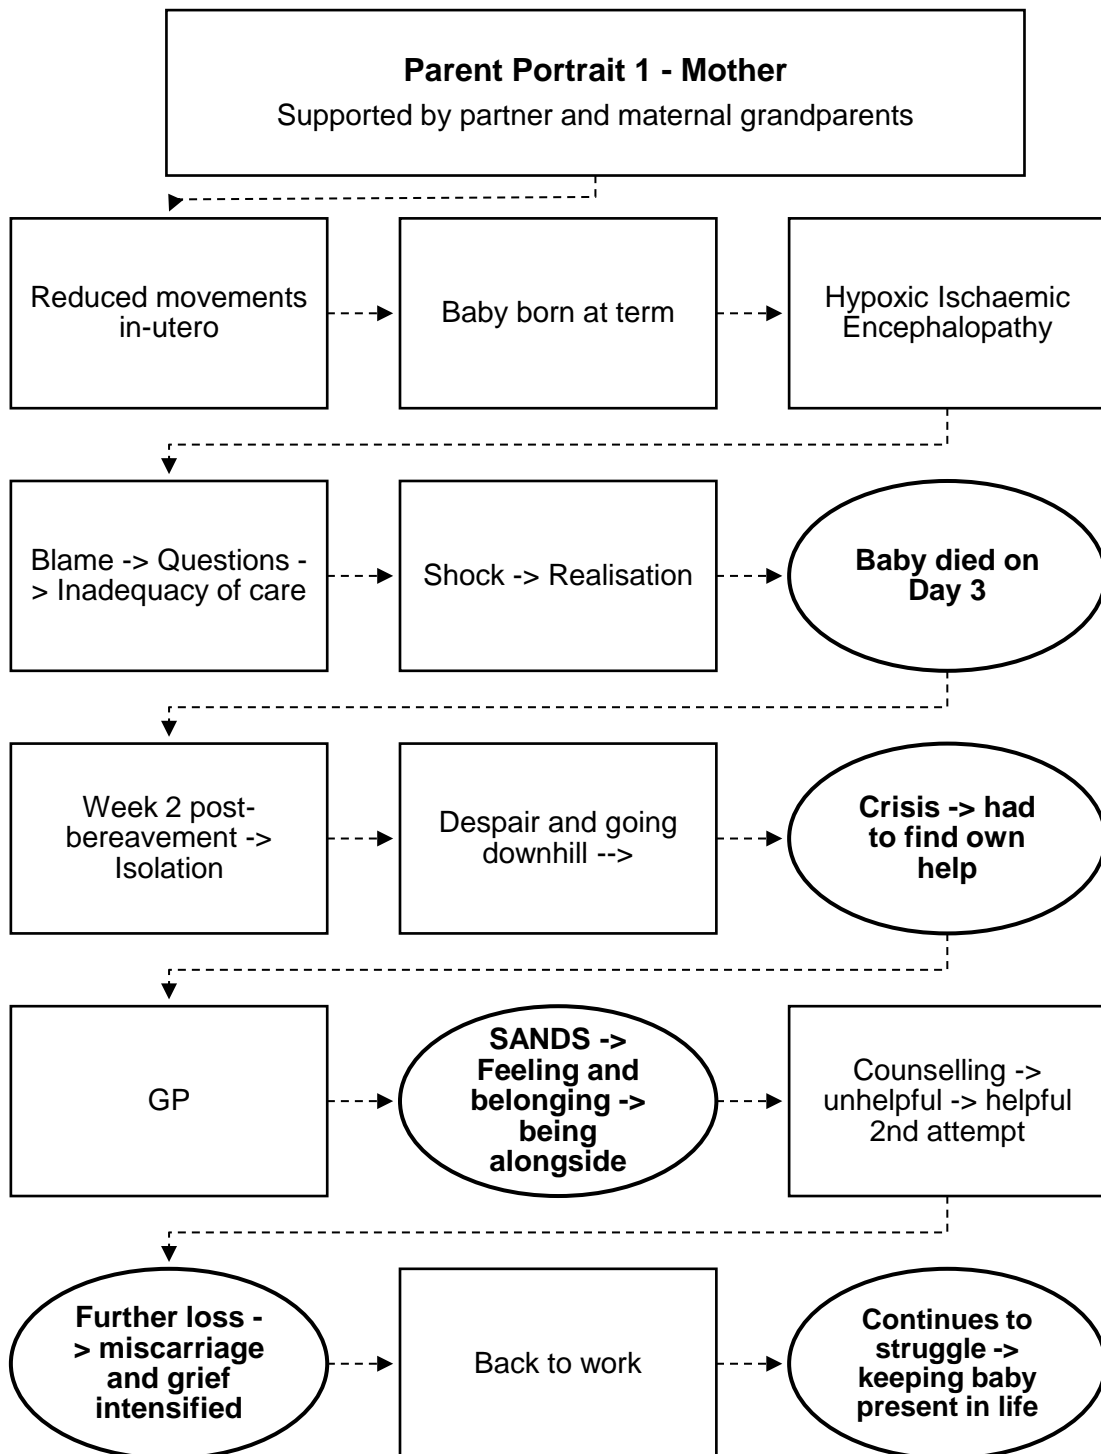 Parent Portrait 1 - Mother
Supported by partner and maternal grandparents
Reduced movements
in-utero
Baby born at term
Hypoxic Ischaemic
Encephalopathy
Blame -> Questions -
> Inadequacy of care
Shock -> Realisation
Baby died on
Day 3
Week 2 post-
bereavement ->
Isolation
Despair and going
downhill -->
Crisis -> had
to find own
help
GP
SANDS ->
Feeling and
belonging ->
being
alongside
Counselling ->
unhelpful -> helpful
2nd attempt
Further loss -
> miscarriage
and grief
intensified
Back to work
Continues to
struggle ->
keeping baby
present in life